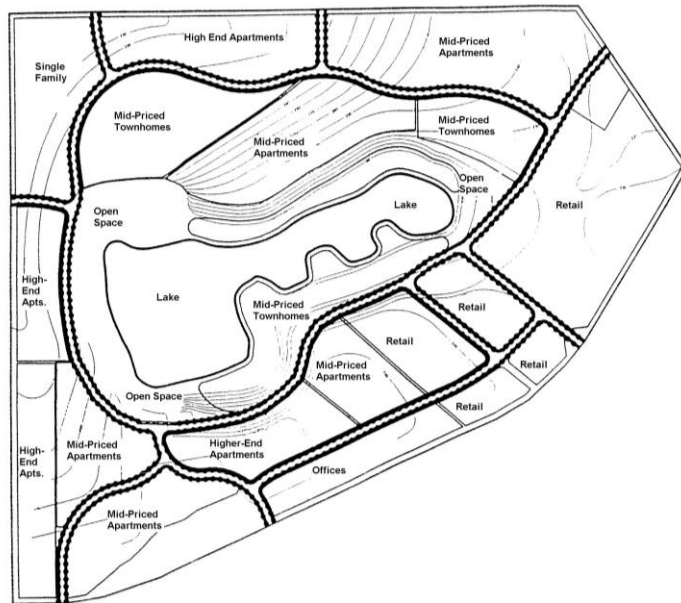 High End Apartments
Mid-Priced
Apartments
Single
Family
Mid-Priced
Townhomes
Mid-Priced
Apartments
Mid-Priced
Townhomes
Open
Space
Open
Space
Lake
Retail
High-
End
Apts.
Lake
Mid-Priced
Townhomes
Retail
Retail
Mid-Priced
Apartments
Retail
Open Space
Retail
High-
End
Apts.
Mid-Priced
Apartments
Higher-End
Apartments
Offices
Mid-Priced
Apartments